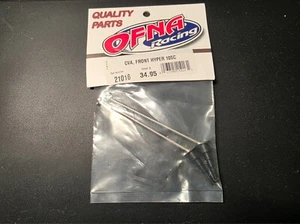 QUALITY
PARTS
OFNA
Racing
CVA, FRONT HYPER 10SC
21016
34.95